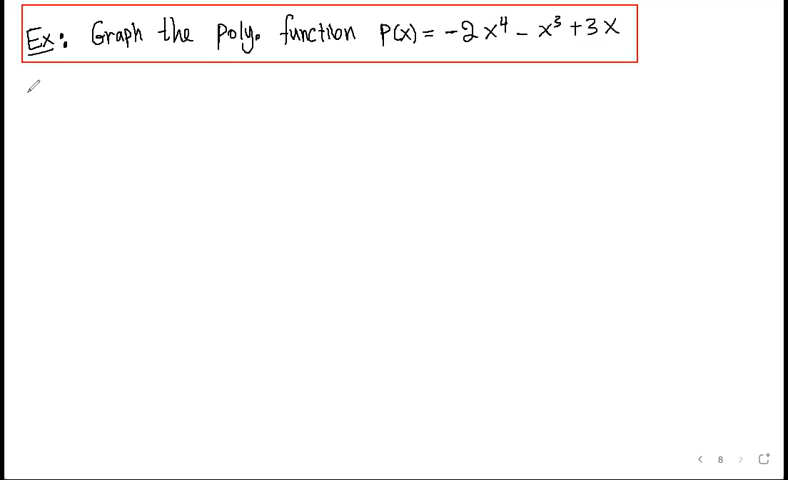 Ex: Graph the poly. function P(x) = -2x⁴ - x³ + 3x
8